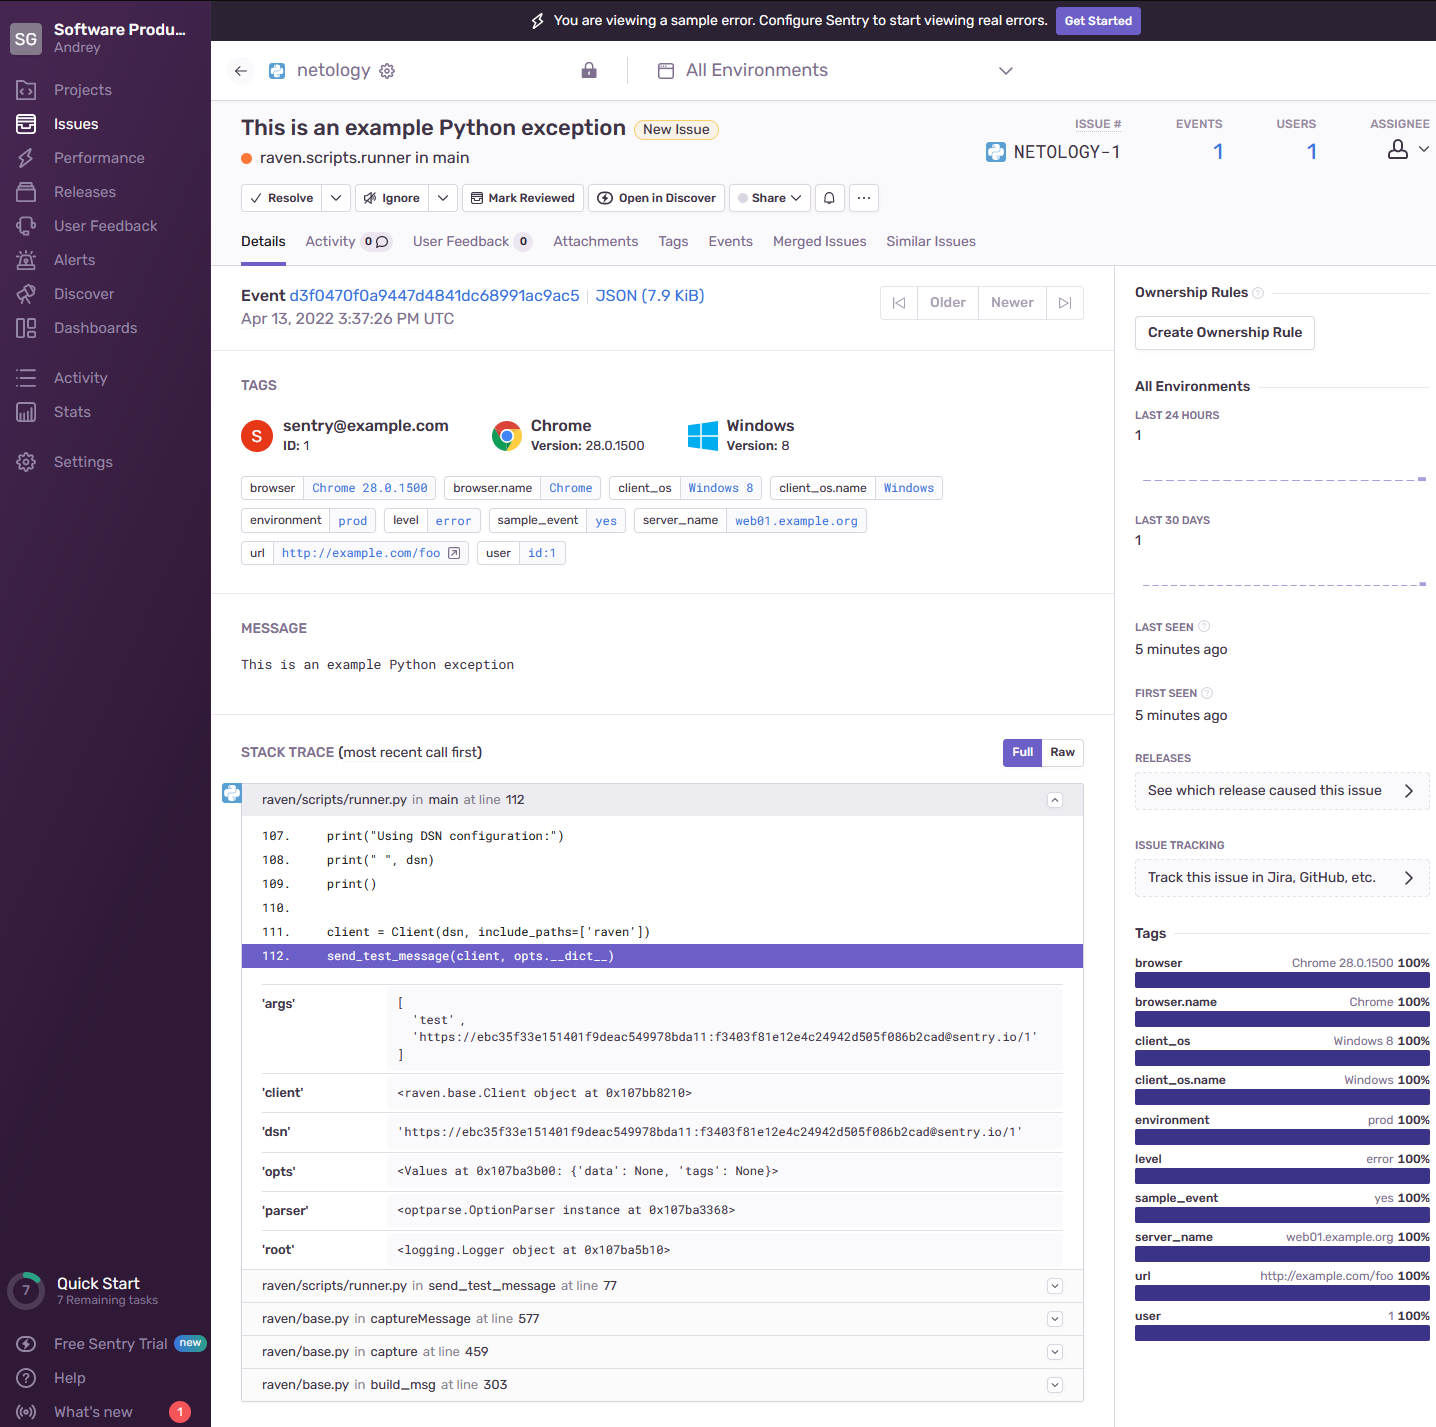 SG
Software Produ...
Andrey
Projects
Issues
Performance
Releases
User Feedback
Alerts
Discover
Dashboards
Activity
Stats
Settings
7
Quick Start
7 Remaining tasks
Free Sentry Trial new
Help
What's new 1
You are viewing a sample error. Configure Sentry to start viewing real errors. Get Started
netology
All Environments
This is an example Python exception New Issue
raven.scripts.runner in main
ISSUE # EVENTS USERS ASSIGNEE
NETOLOGY-1 1 1
Resolve Ignore Mark Reviewed Open in Discover Share ...
Details Activity 0 User Feedback 0 Attachments Tags Events Merged Issues Similar Issues
Event d3f0470f0a9447d4841dc68991ac9ac5 JSON (7.9 KiB)
Apr 13, 2022 3:37:26 PM UTC
Older Newer
TAGS
S
sentry@example.com
ID: 1
Chrome
Version: 28.0.1500
Windows
Version: 8
browser Chrome 28.0.1500 browser.name Chrome client_os Windows 8 client_os.name Windows
environment prod level error sample_event yes server_name web01.example.org
url http://example.com/foo user id:1
MESSAGE
This is an example Python exception
STACK TRACE (most recent call first)
Full Raw
raven/scripts/runner.py in main at line 112
107. print("Using DSN configuration:")
108. print(" ", dsn)
109. print()
110.
111. client = Client(dsn, include_paths=['raven'])
112. send_test_message(client, opts.__dict__)
'args' [
'test' ,
'https://ebc35f33e151401f9deac549978bda11:f3403f81e12e4c24942d505f086b2cad@sentry.io/1'
]
'client' <raven.base.Client object at 0x107bb8210>
'dsn' 'https://ebc35f33e151401f9deac549978bda11:f3403f81e12e4c24942d505f086b2cad@sentry.io/1'
'opts' <Values at 0x107ba3b00: {'data': None, 'tags': None}>
'parser' <optparse.OptionParser instance at 0x107ba3368>
'root' <logging.Logger object at 0x107ba5b10>
raven/scripts/runner.py in send_test_message at line 77
raven/base.py in captureMessage at line 577
raven/base.py in capture at line 459
raven/base.py in build_msg at line 303
Ownership Rules ?
Create Ownership Rule
All Environments
LAST 24 HOURS
1
LAST 30 DAYS
1
LAST SEEN ?
5 minutes ago
FIRST SEEN ?
5 minutes ago
RELEASES
See which release caused this issue
ISSUE TRACKING
Track this issue in Jira, GitHub, etc.
Tags
browser Chrome 28.0.1500 100%
browser.name Chrome 100%
client_os Windows 8 100%
client_os.name Windows 100%
environment prod 100%
level error 100%
sample_event yes 100%
server_name web01.example.org 100%
url http://example.com/foo 100%
user 1 100%